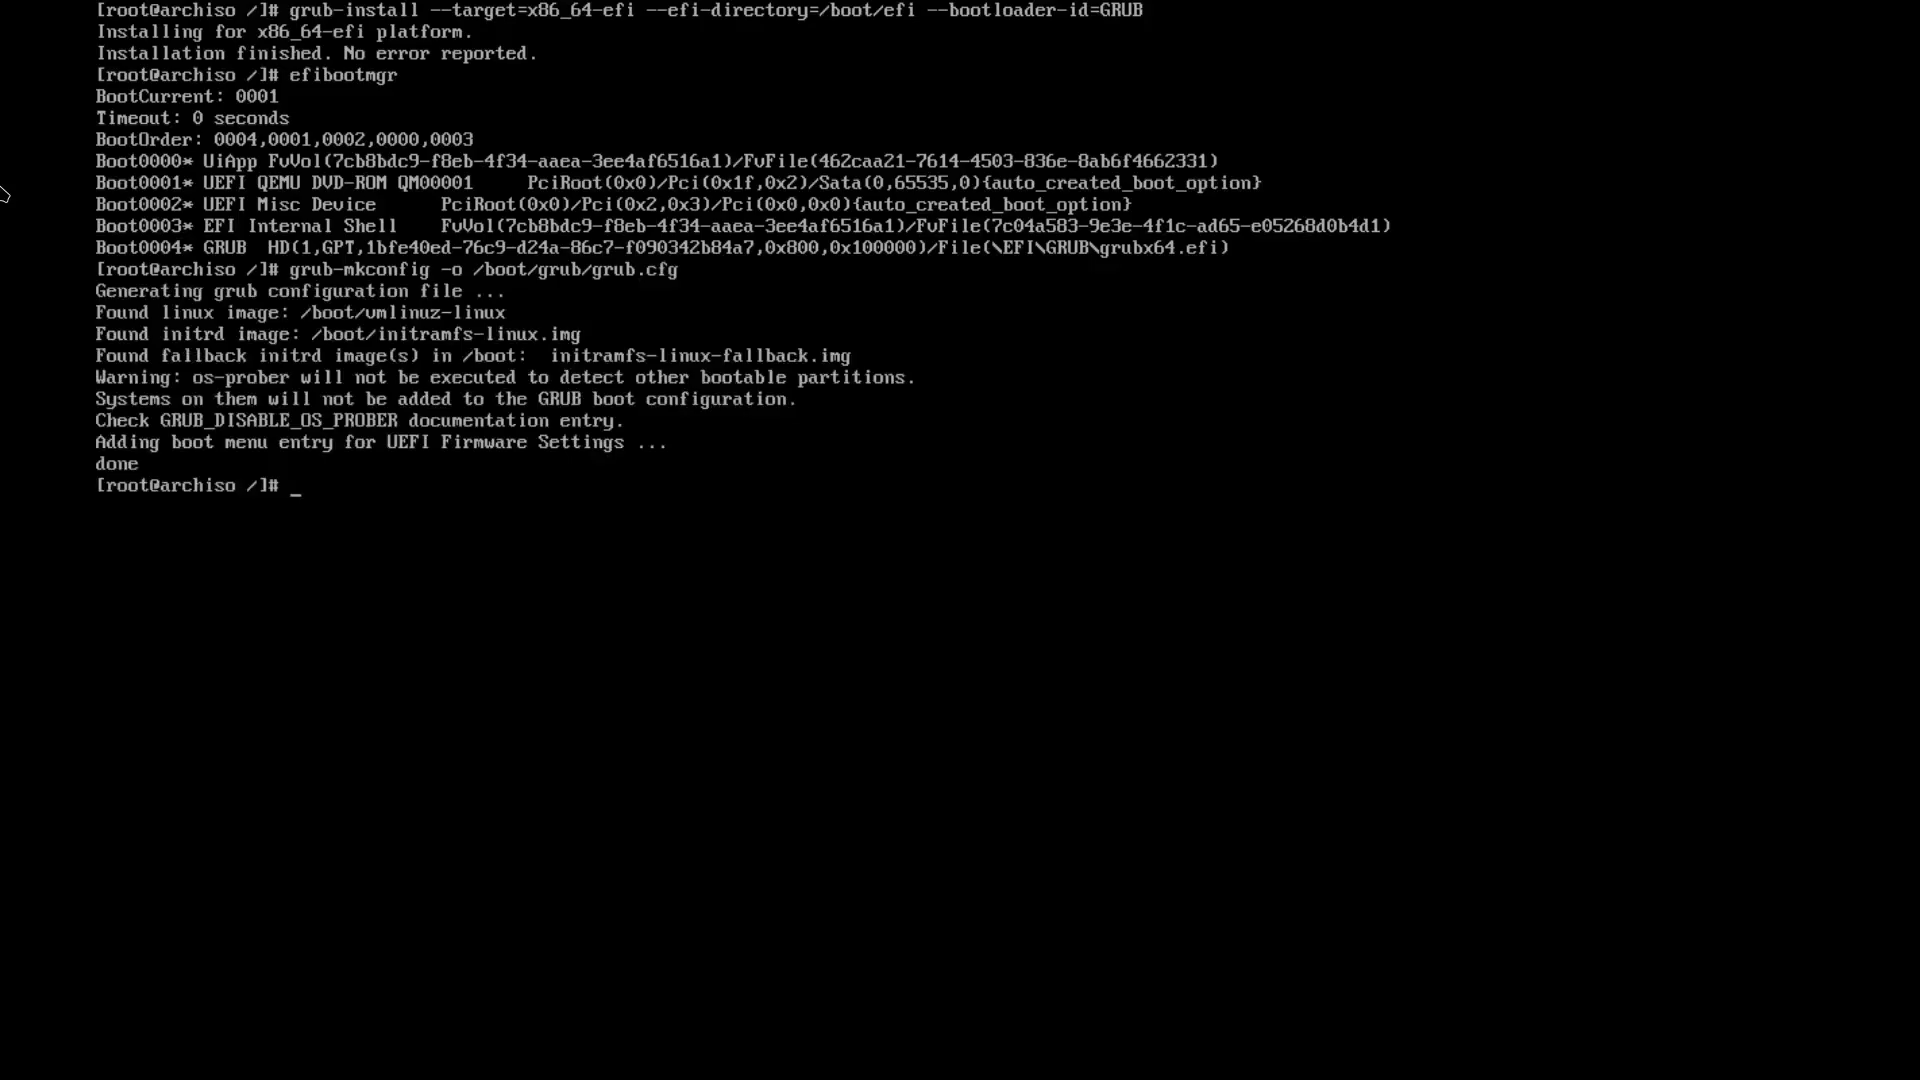 [root@archiso /]# grub-install --target=x86_64-efi --efi-directory=/boot/efi --bootloader-id=GRUB
Installing for x86_64-efi platform.
Installation finished. No error reported.
[root@archiso /]# efibootmgr
BootCurrent: 0001
Timeout: 0 seconds
BootOrder: 0004,0001,0002,0000,0003
Boot0000* UiApp FvVol(7cb8bdc9-f8eb-4f34-aaea-3ee4af6516a1)/FvFile(462caa21-7614-4503-836e-8ab6f4662331)
Boot0001* UEFI QEMU DVD-ROM QM00001     PciRoot(0x0)/Pci(0x1f,0x2)/Sata(0,65535,0){auto_created_boot_option}
Boot0002* UEFI Misc Device      PciRoot(0x0)/Pci(0x2,0x3)/Pci(0x0,0x0){auto_created_boot_option}
Boot0003* EFI Internal Shell    FvVol(7cb8bdc9-f8eb-4f34-aaea-3ee4af6516a1)/FvFile(7c04a583-9e3e-4f1c-ad65-e05268d0b4d1)
Boot0004* GRUB  HD(1,GPT,1bfe40ed-76c9-d24a-86c7-f090342b84a7,0x800,0x100000)/File(\EFI\GRUB\grubx64.efi)
[root@archiso /]# grub-mkconfig -o /boot/grub/grub.cfg
Generating grub configuration file ...
Found linux image: /boot/vmlinuz-linux
Found initrd image: /boot/initramfs-linux.img
Found fallback initrd image(s) in /boot:  initramfs-linux-fallback.img
Warning: os-prober will not be executed to detect other bootable partitions.
Systems on them will not be added to the GRUB boot configuration.
Check GRUB_DISABLE_OS_PROBER documentation entry.
Adding boot menu entry for UEFI Firmware Settings ...
done
[root@archiso /]# _